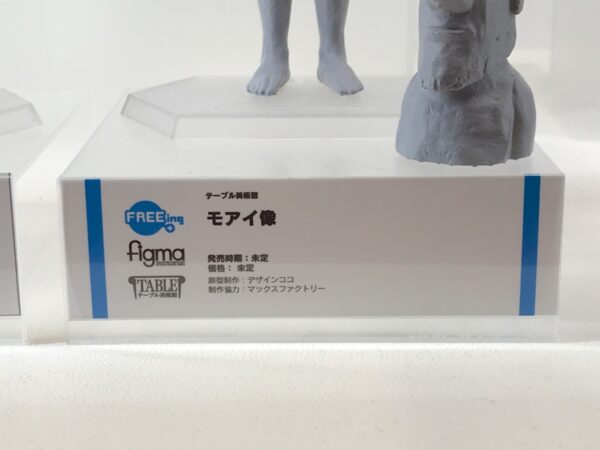 テーブル美術館
FREEing
モアイ像
figma
発売時期：未定
価格： 未定
TABLE
テーブル美術館
原型制作：デザインココ
制作協力：マックスファクトリー